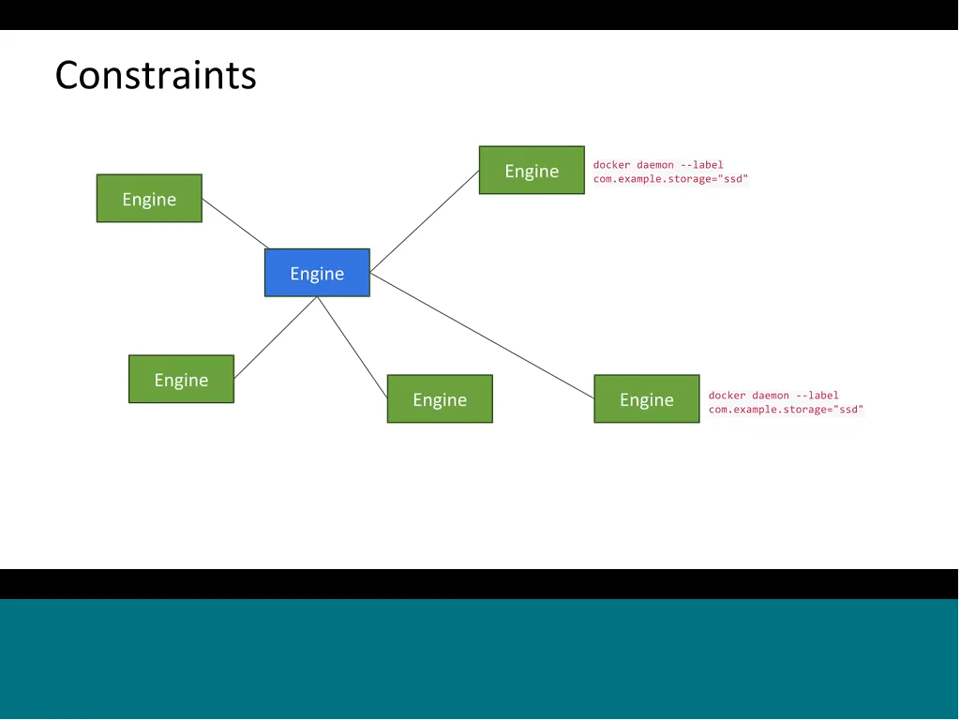 Constraints
Engine
docker daemon --label
com.example.storage="ssd"
Engine
Engine
Engine
Engine
Engine
docker daemon --label
com.example.storage="ssd"